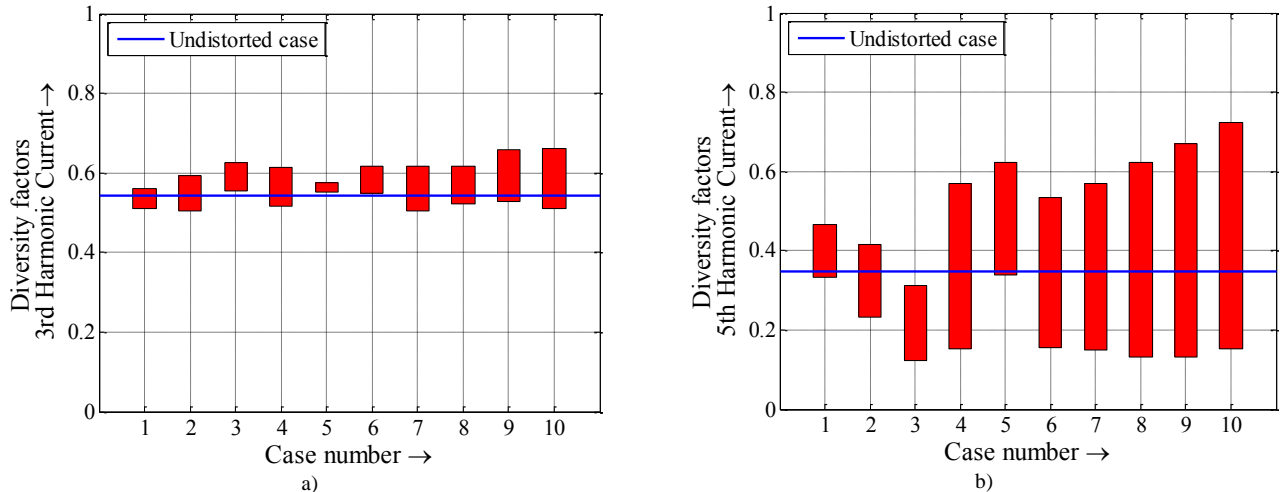 Diversity factors
3rd Harmonic Current→
1
0.8
0.6
0.4
0.2
0
Undistorted case
1 2 3 4 5 6 7 8 9 10
Case number →
a)
Diversity factors
5th Harmonic Current→
1
0.8
0.6
0.4
0.2
0
Undistorted case
1 2 3 4 5 6 7 8 9 10
Case number →
b)